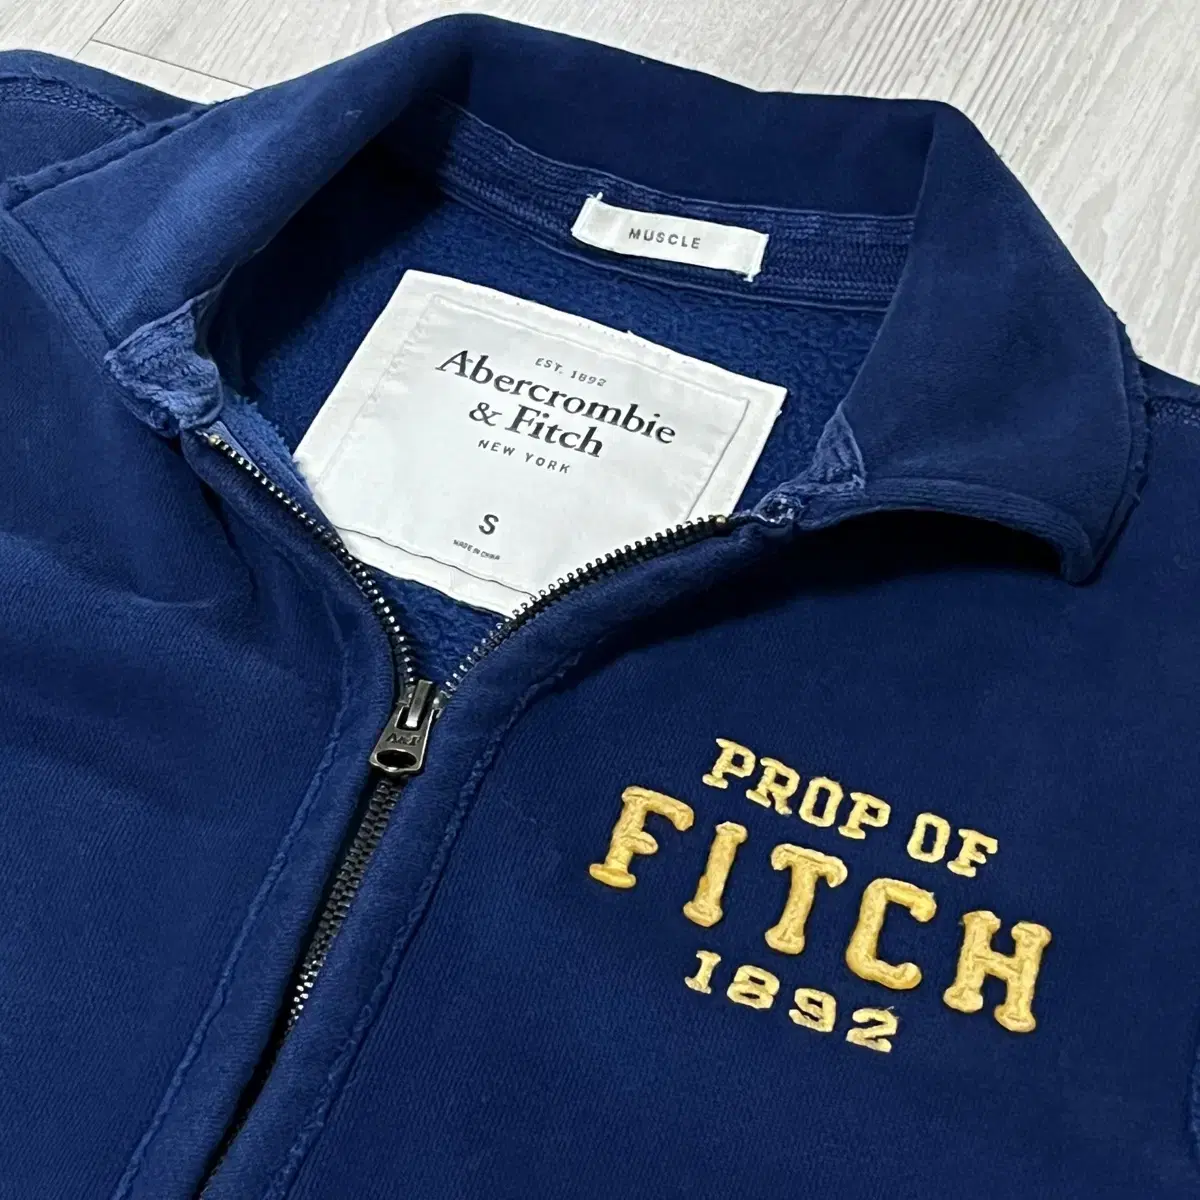 MUSCLE
EST. 1892
Abercrombie
& Fitch
NEW YORK
S
MADE IN CHINA
A&F
PROP OF
FITCH
1892